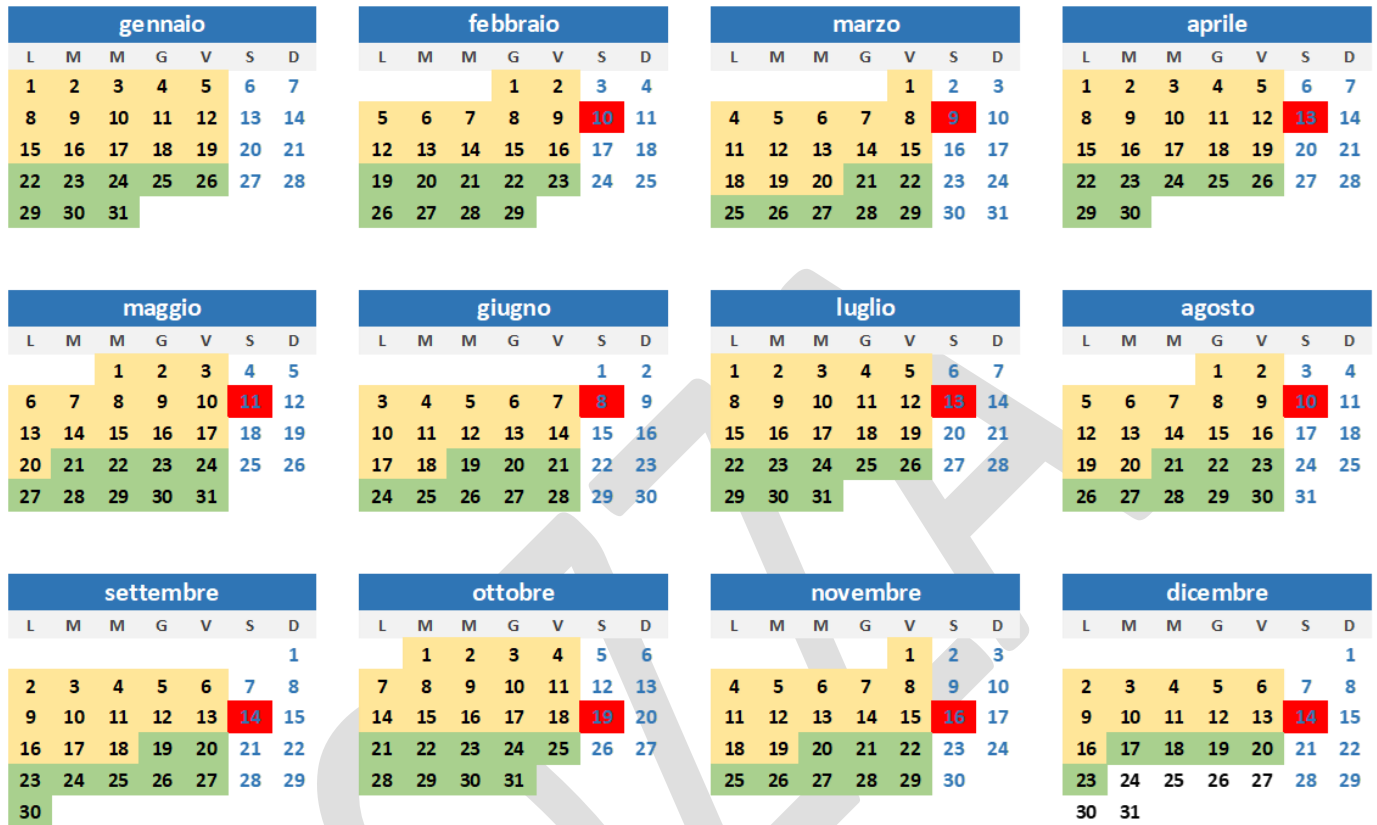 gennaio febbraio marzo aprile
L M M G V S D L M M G V S D L M M G V S D L M M G V S D
1 2 3 4 5 6 7 1 2 3 4 1 2 3 1 2 3 4 5 6 7
8 9 10 11 12 13 14 5 6 7 8 9 10 11 4 5 6 7 8 9 10 8 9 10 11 12 13 14
15 16 17 18 19 20 21 12 13 14 15 16 17 18 11 12 13 14 15 16 17 15 16 17 18 19 20 21
22 23 24 25 26 27 28 19 20 21 22 23 24 25 18 19 20 21 22 23 24 22 23 24 25 26 27 28
29 30 31 26 27 28 29 25 26 27 28 29 30 31 29 30
maggio giugno luglio agosto
L M M G V S D L M M G V S D L M M G V S D L M M G V S D
1 2 3 4 5 1 2 1 2 3 4 5 6 7 1 2 3 4
6 7 8 9 10 11 12 3 4 5 6 7 8 9 8 9 10 11 12 13 14 5 6 7 8 9 10 11
13 14 15 16 17 18 19 10 11 12 13 14 15 16 15 16 17 18 19 20 21 12 13 14 15 16 17 18
20 21 22 23 24 25 26 17 18 19 20 21 22 23 22 23 24 25 26 27 28 19 20 21 22 23 24 25
27 28 29 30 31 24 25 26 27 28 29 30 29 30 31 26 27 28 29 30 31
settembre ottobre novembre dicembre
L M M G V S D L M M G V S D L M M G V S D L M M G V S D
1 1 2 3 4 5 6 1 2 3 1
2 3 4 5 6 7 8 7 8 9 10 11 12 13 4 5 6 7 8 9 10 2 3 4 5 6 7 8
9 10 11 12 13 14 15 14 15 16 17 18 19 20 11 12 13 14 15 16 17 9 10 11 12 13 14 15
16 17 18 19 20 21 22 21 22 23 24 25 26 27 18 19 20 21 22 23 24 16 17 18 19 20 21 22
23 24 25 26 27 28 29 28 29 30 31 25 26 27 28 29 30 23 24 25 26 27 28 29
30 30 31